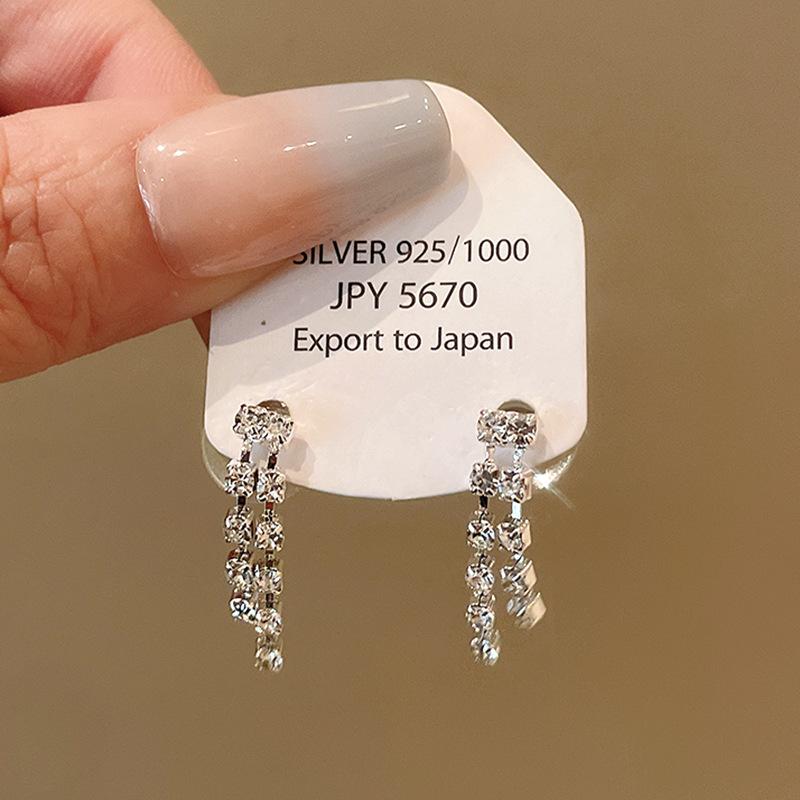 SILVER 925/1000
JPY 5670
Export to Japan